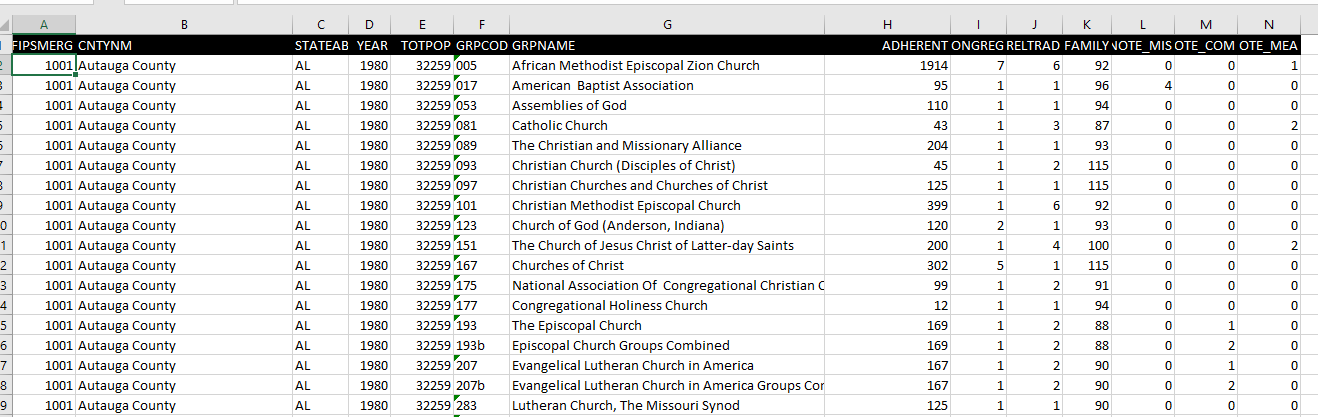 A B C D E F G H I J K L M N
FIPSMERG CNTYNM STATEAB YEAR TOTPOP GRPCOD GRPNAME ADHERENT ONGREG RELTRAD FAMILY NOTE_MIS OTE_COM OTE_MEA
2 1001 Autauga County AL 1980 32259 005 African Methodist Episcopal Zion Church 1914 7 6 92 0 0 1
3 1001 Autauga County AL 1980 32259 017 American Baptist Association 95 1 1 96 4 0 0
4 1001 Autauga County AL 1980 32259 053 Assemblies of God 110 1 1 94 0 0 0
5 1001 Autauga County AL 1980 32259 081 Catholic Church 43 1 3 87 0 0 2
6 1001 Autauga County AL 1980 32259 089 The Christian and Missionary Alliance 204 1 1 93 0 0 0
7 1001 Autauga County AL 1980 32259 093 Christian Church (Disciples of Christ) 45 1 2 115 0 0 0
8 1001 Autauga County AL 1980 32259 097 Christian Churches and Churches of Christ 125 1 1 115 0 0 0
9 1001 Autauga County AL 1980 32259 101 Christian Methodist Episcopal Church 399 1 6 92 0 0 0
0 1001 Autauga County AL 1980 32259 123 Church of God (Anderson, Indiana) 120 2 1 93 0 0 0
1 1001 Autauga County AL 1980 32259 151 The Church of Jesus Christ of Latter-day Saints 200 1 4 100 0 0 2
2 1001 Autauga County AL 1980 32259 167 Churches of Christ 302 5 1 115 0 0 0
3 1001 Autauga County AL 1980 32259 175 National Association Of Congregational Christian C 99 1 2 91 0 0 0
4 1001 Autauga County AL 1980 32259 177 Congregational Holiness Church 12 1 1 94 0 0 0
5 1001 Autauga County AL 1980 32259 193 The Episcopal Church 169 1 2 88 0 1 0
6 1001 Autauga County AL 1980 32259 193b Episcopal Church Groups Combined 169 1 2 88 0 2 0
7 1001 Autauga County AL 1980 32259 207 Evangelical Lutheran Church in America 167 1 2 90 0 1 0
8 1001 Autauga County AL 1980 32259 207b Evangelical Lutheran Church in America Groups Cor 167 1 2 90 0 2 0
9 1001 Autauga County AL 1980 32259 283 Lutheran Church, The Missouri Synod 125 1 1 90 0 0 0